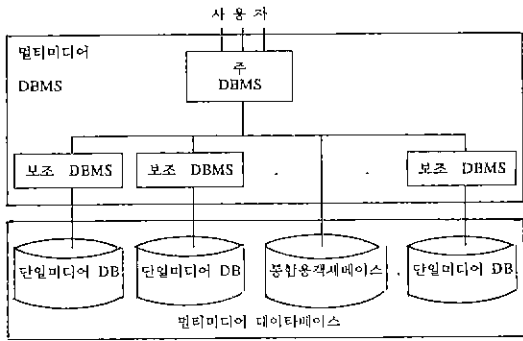 사 용 자
멀티미디어
DBMS
주
DBMS
보조 DBMS
보조 DBMS
. .
보조 DBMS
단일미디어 DB
단일미디어 DB
통합용객세베이스
. 단일미디어 DB
멀티미디어 데이타베이스